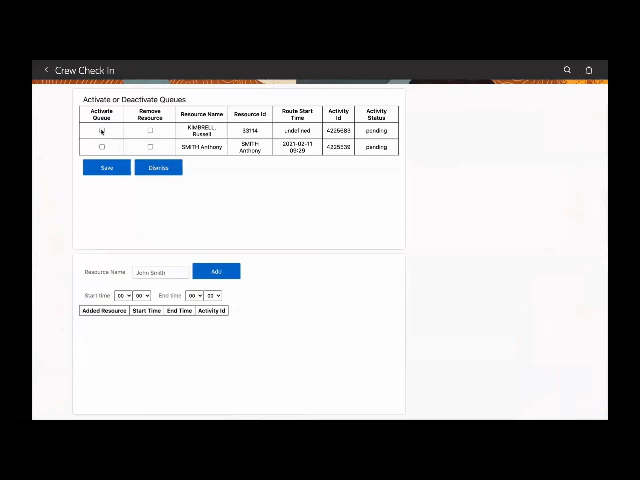 Crew Check In
Activate or Deactivate Queues
Activate Queue Remove Resource Resource Name Resource Id Route Start Time Activity Id Activity Status
KIMBRELL, Russell 33114 undefined 4225683 pending
SMITH Anthony SMITH Anthony 2021-02-11 09:29 4225539 pending
Save Dismiss
Resource Name John Smith Add
Start time 00 00 End time 00 00
Added Resource Start Time End Time Activity Id